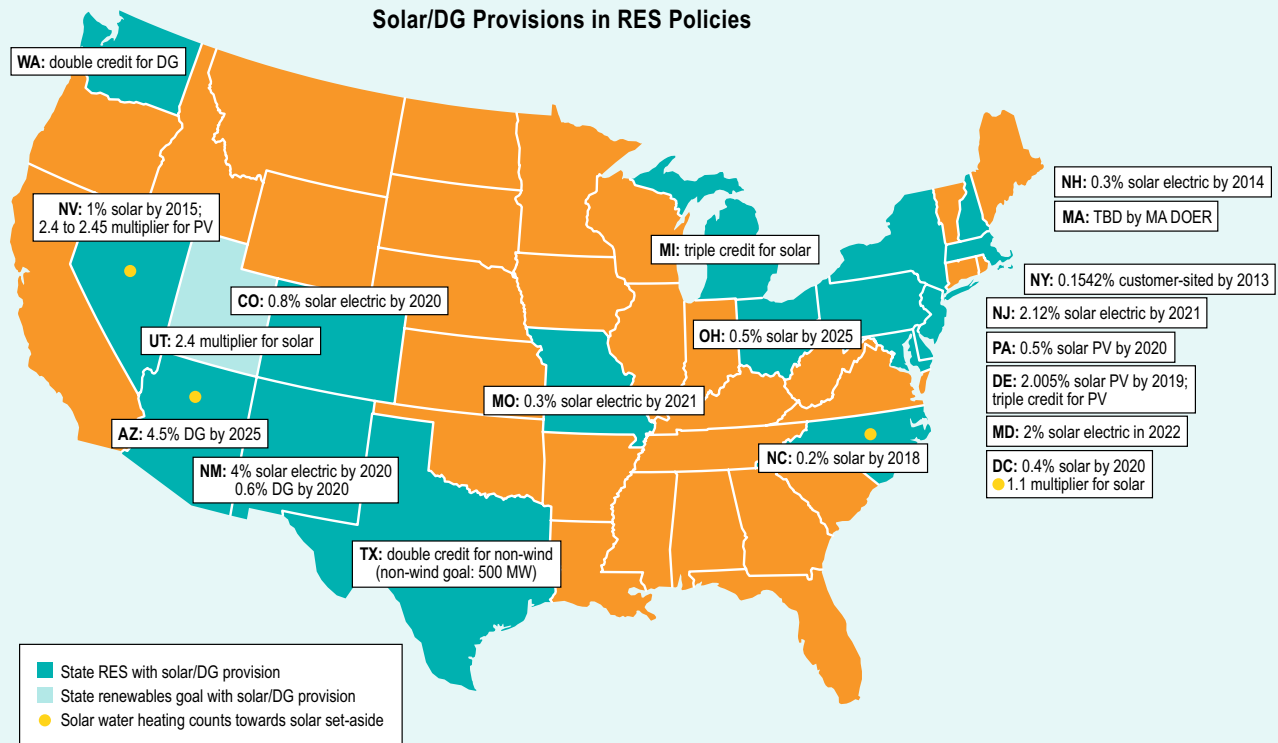 Solar/DG Provisions in RES Policies
WA: double credit for DG
NV: 1% solar by 2015;
2.4 to 2.45 multiplier for PV
CO: 0.8% solar electric by 2020
UT: 2.4 multiplier for solar
AZ: 4.5% DG by 2025
NM: 4% solar electric by 2020
0.6% DG by 2020
TX: double credit for non-wind
(non-wind goal: 500 MW)
MO: 0.3% solar electric by 2021
MI: triple credit for solar
OH: 0.5% solar by 2025
NC: 0.2% solar by 2018
NH: 0.3% solar electric by 2014
MA: TBD by MA DOER
NY: 0.1542% customer-sited by 2013
NJ: 2.12% solar electric by 2021
PA: 0.5% solar PV by 2020
DE: 2.005% solar PV by 2019;
triple credit for PV
MD: 2% solar electric in 2022
DC: 0.4% solar by 2020
1.1 multiplier for solar
State RES with solar/DG provision
State renewables goal with solar/DG provision
Solar water heating counts towards solar set-aside